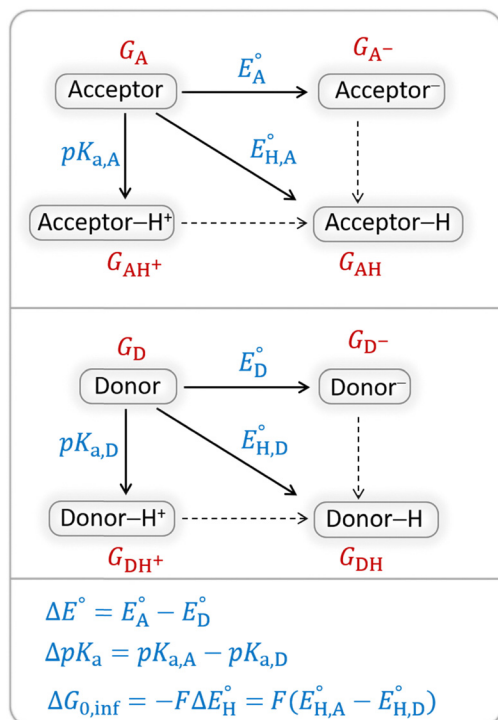 G_A G_A−
E°_A
Acceptor Acceptor⁻
pK_a,A E°_H,A
Acceptor–H⁺ Acceptor–H
G_AH⁺ G_AH
G_D G_D−
E°_D
Donor Donor⁻
pK_a,D E°_H,D
Donor–H⁺ Donor–H
G_DH⁺ G_DH
ΔE° = E°_A − E°_D
ΔpK_a = pK_a,A − pK_a,D
ΔG_0,inf = −FΔE°_H = F(E°_H,A − E°_H,D)